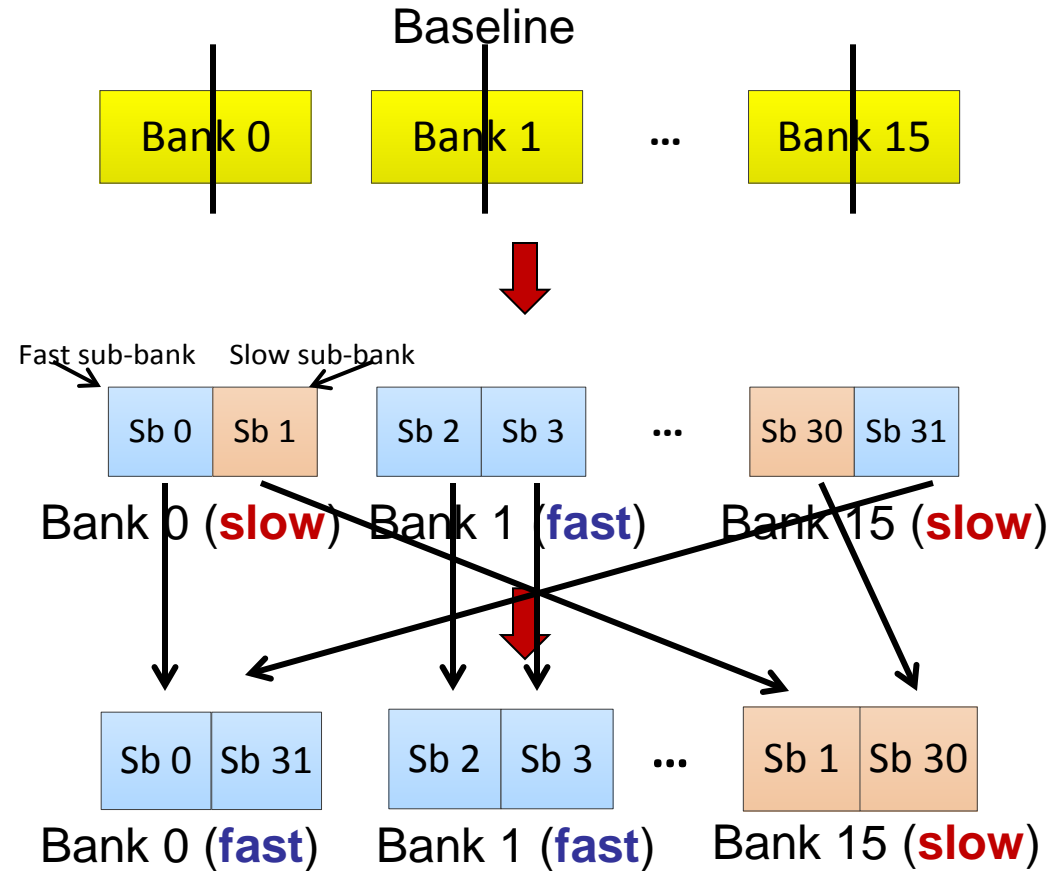 Baseline
Bank 0 Bank 1 ... Bank 15
Fast sub-bank Slow sub-bank
Sb 0 Sb 1 Sb 2 Sb 3 ... Sb 30 Sb 31
Bank 0 (slow) Bank 1 (fast) Bank 15 (slow)
Sb 0 Sb 31 Sb 2 Sb 3 ... Sb 1 Sb 30
Bank 0 (fast) Bank 1 (fast) Bank 15 (slow)